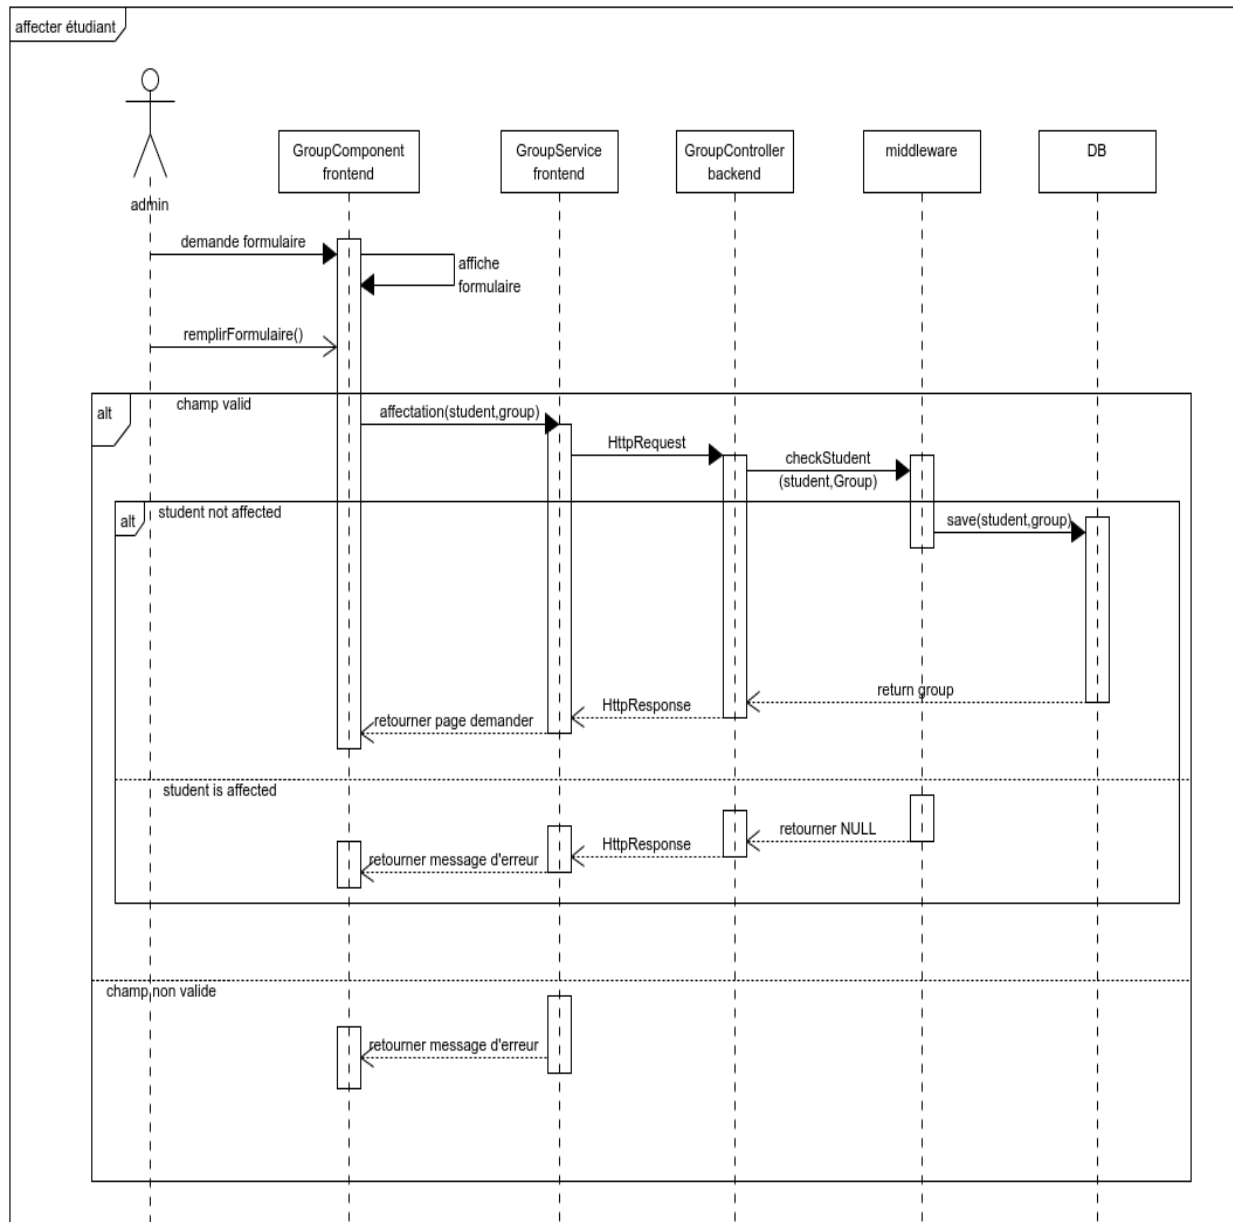 affecter étudiant
admin
GroupComponent
frontend
GroupService
frontend
GroupController
backend
middleware
DB
demande formulaire
affiche
formulaire
remplirFormulaire()
alt
champ valid
affectation(student,group)
HttpRequest
checkStudent
(student,Group)
alt
student not affected
save(student,group)
return group
HttpResponse
retourner page demander
student is affected
retourner NULL
HttpResponse
retourner message d'erreur
champ non valide
retourner message d'erreur